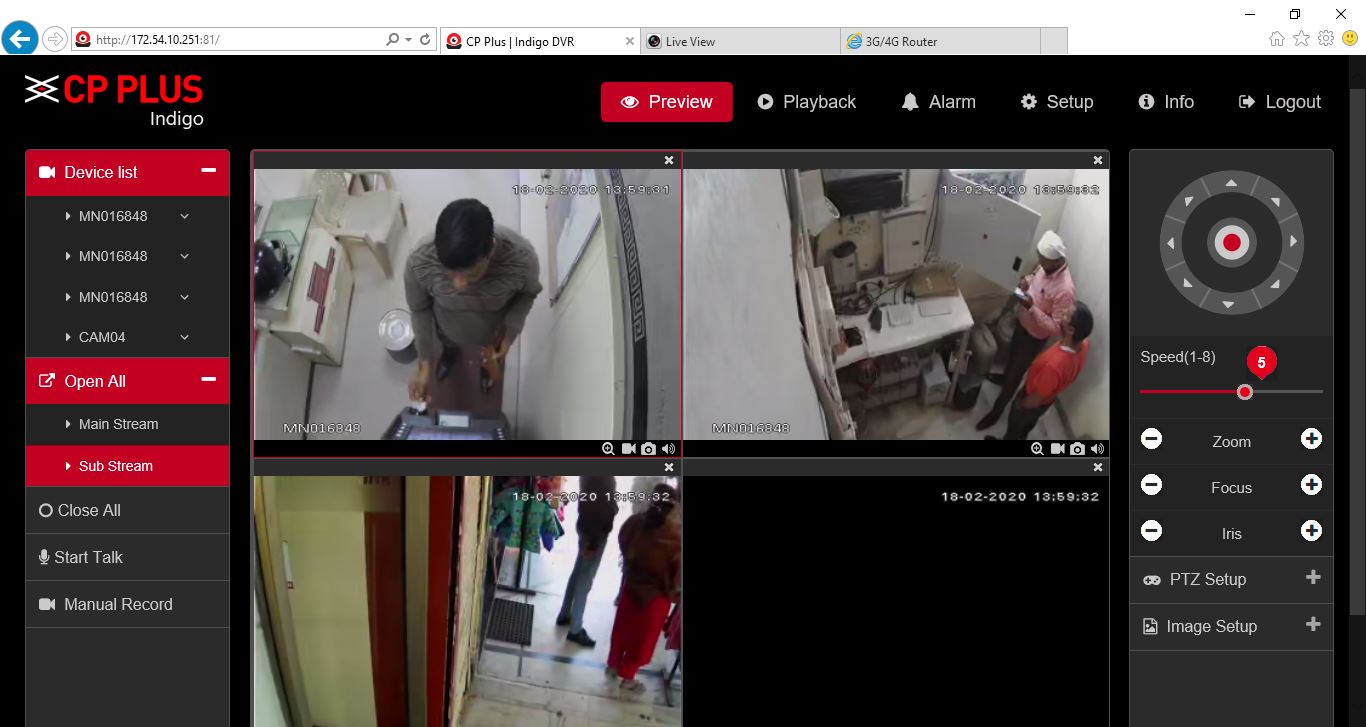 http://172.54.10.251:81/
CP Plus | Indigo DVR
Live View
3G/4G Router
CP PLUS
Indigo
Preview
Playback
Alarm
Setup
Info
Logout
Device list
MN016848
MN016848
MN016848
CAM04
Open All
Main Stream
Sub Stream
Close All
Start Talk
Manual Record
18-02-2020 13:59:31
MN016848
18-02-2020 13:59:32
MN016848
18-02-2020 13:59:32
18-02-2020 13:59:32
Speed(1-8)
5
Zoom
Focus
Iris
PTZ Setup
Image Setup